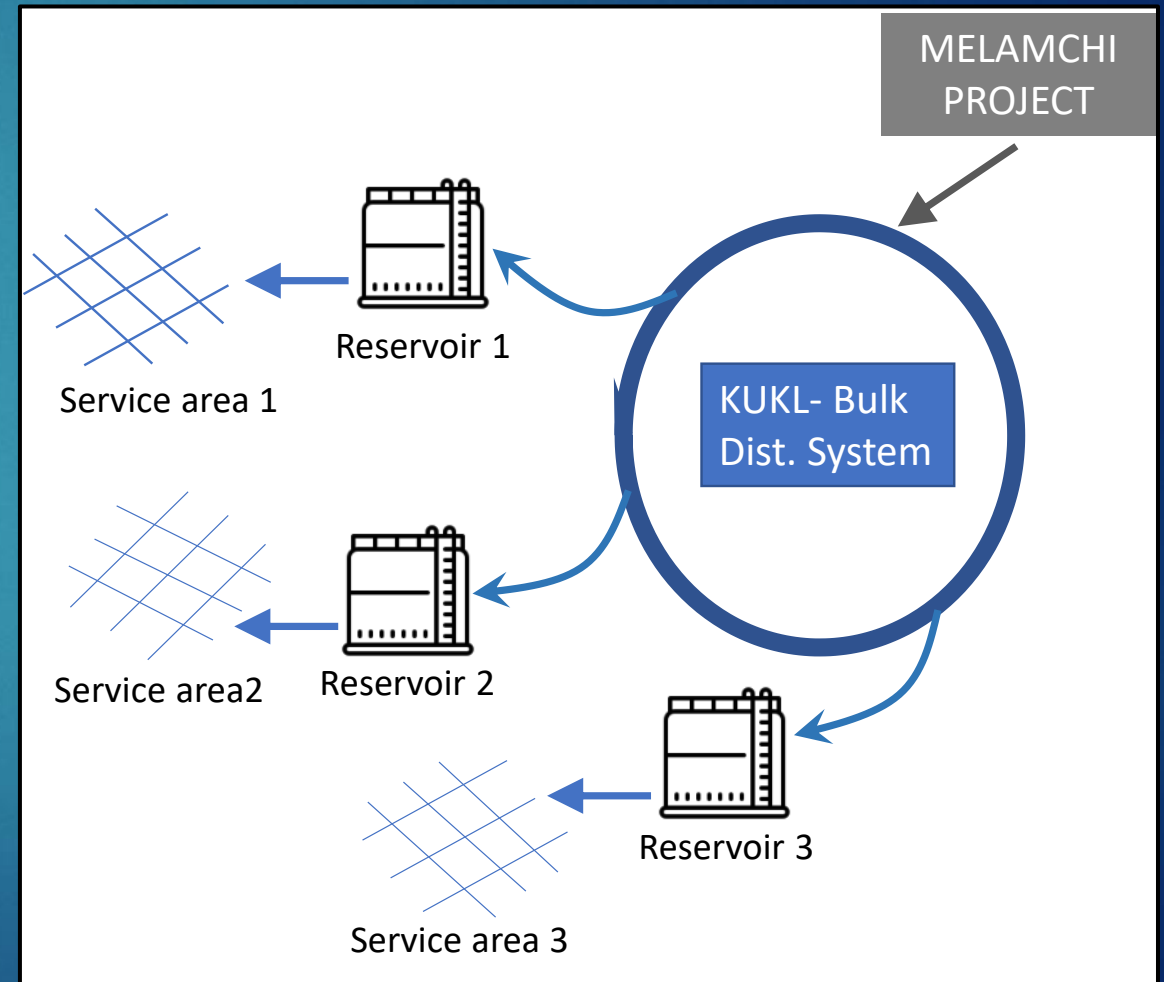 MELAMCHI
PROJECT
Reservoir 1
Service area 1
KUKL- Bulk
Dist. System
Service area2
Reservoir 2
Reservoir 3
Service area 3